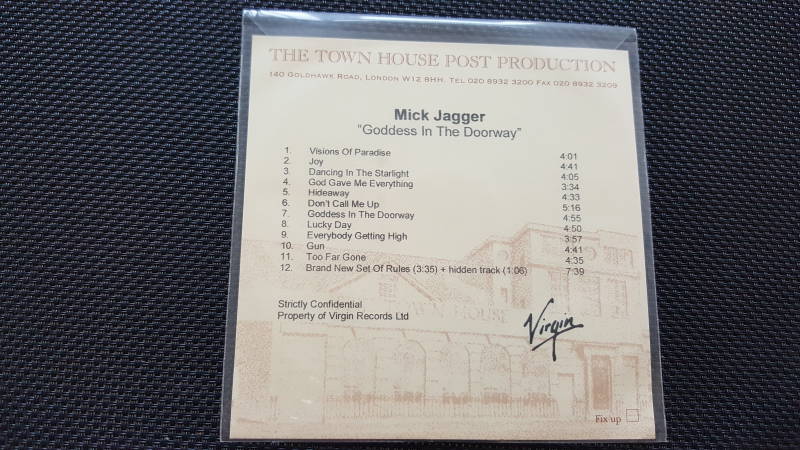 THE TOWN HOUSE POST PRODUCTION
140 GOLDHAWK ROAD, LONDON W12 8HH. TEL 020 8932 3200 FAX 020 8932 3209
Mick Jagger
"Goddess In The Doorway"
1. Visions Of Paradise 4:01
2. Joy 4:41
3. Dancing In The Starlight 4:05
4. God Gave Me Everything 3:34
5. Hideaway 4:33
6. Don't Call Me Up 5:16
7. Goddess In The Doorway 4:55
8. Lucky Day 4:50
9. Everybody Getting High 3:57
10. Gun 4:41
11. Too Far Gone 4:35
12. Brand New Set Of Rules (3:35) + hidden track (1:06) 7:39
Strictly Confidential
Property of Virgin Records Ltd
TOWN HOUSE
Virgin
Fix up